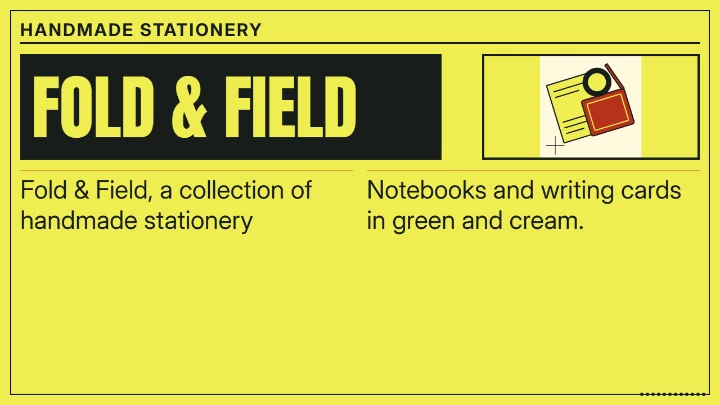 HANDMADE STATIONERY
FOLD & FIELD
Fold & Field, a collection of
handmade stationery
Notebooks and writing cards
in green and cream.